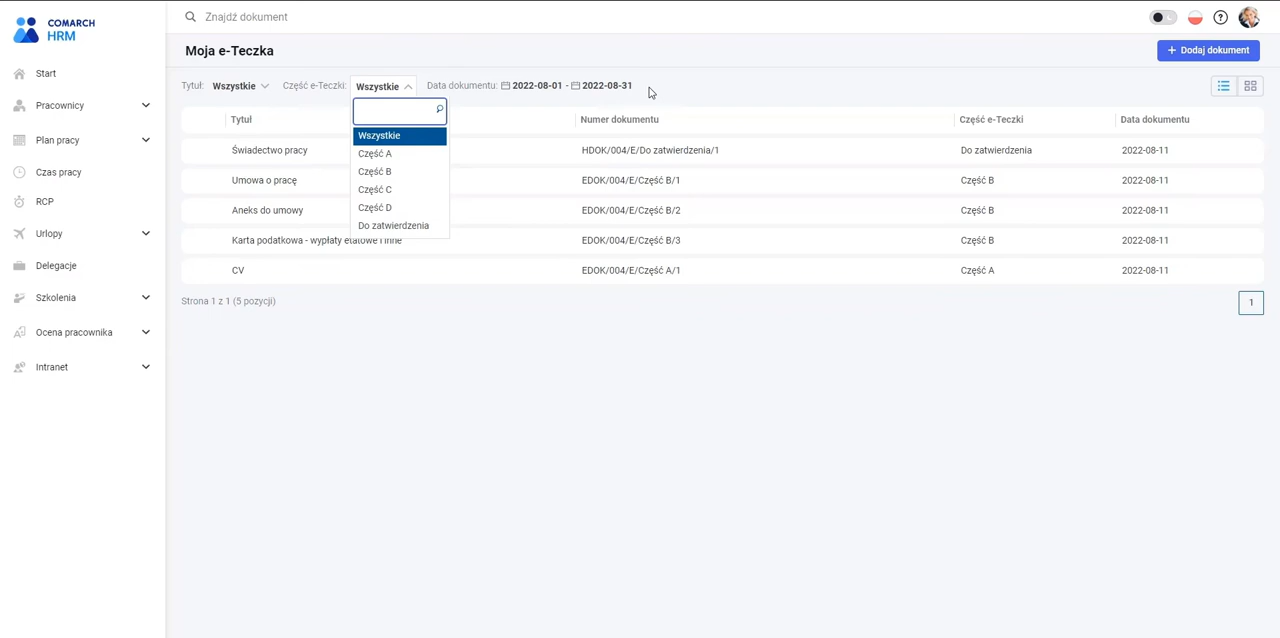 COMARCH
HRM
Znajdź dokument
Moja e-Teczka
Dodaj dokument
Start
Pracownicy
Plan pracy
Czas pracy
RCP
Urlopy
Delegacje
Szkolenia
Ocena pracownika
Intranet
Tytuł: Wszystkie Część e-Teczki: Wszystkie Data dokumentu: 2022-08-01 - 2022-08-31
Wszystkie
Część A
Część B
Część C
Część D
Do zatwierdzenia
Tytuł Numer dokumentu Część e-Teczki Data dokumentu
Świadectwo pracy HDOK/004/E/Do zatwierdzenia/1 Do zatwierdzenia 2022-08-11
Umowa o pracę EDOK/004/E/Część B/1 Część B 2022-08-11
Aneks do umowy EDOK/004/E/Część B/2 Część B 2022-08-11
Karta podatkowa - wypłaty etatowe i inne EDOK/004/E/Część B/3 Część B 2022-08-11
CV EDOK/004/E/Część A/1 Część A 2022-08-11
Strona 1 z 1 (5 pozycji)
1